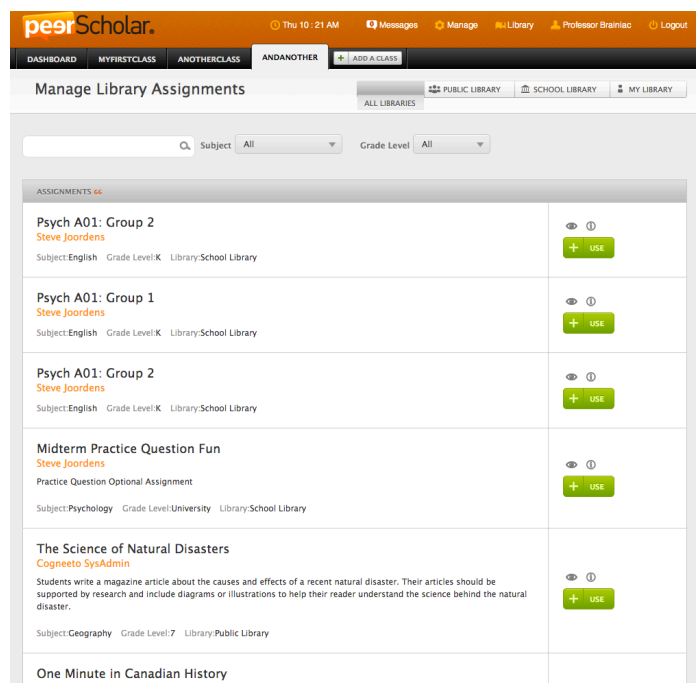 peerScholar.
Thu 10 : 21 AM
Messages
Manage
Library
Professor Brainiac
Logout
DASHBOARD
MYFIRSTCLASS
ANOTHERCLASS
ANDANOTHER
+ ADD A CLASS
Manage Library Assignments
ALL LIBRARIES
PUBLIC LIBRARY
SCHOOL LIBRARY
MY LIBRARY
Subject All
Grade Level All
ASSIGNMENTS 66
Psych A01: Group 2
Steve Joordens
Subject:English Grade Level:K Library:School Library
+ USE
Psych A01: Group 1
Steve Joordens
Subject:English Grade Level:K Library:School Library
+ USE
Psych A01: Group 2
Steve Joordens
Subject:English Grade Level:K Library:School Library
+ USE
Midterm Practice Question Fun
Steve Joordens
Practice Question Optional Assignment
Subject:Psychology Grade Level:University Library:School Library
+ USE
The Science of Natural Disasters
Cogneeto SysAdmin
Students write a magazine article about the causes and effects of a recent natural disaster. Their articles should be
supported by research and include diagrams or illustrations to help their reader understand the science behind the natural
disaster.
Subject:Geography Grade Level:7 Library:Public Library
+ USE
One Minute in Canadian History